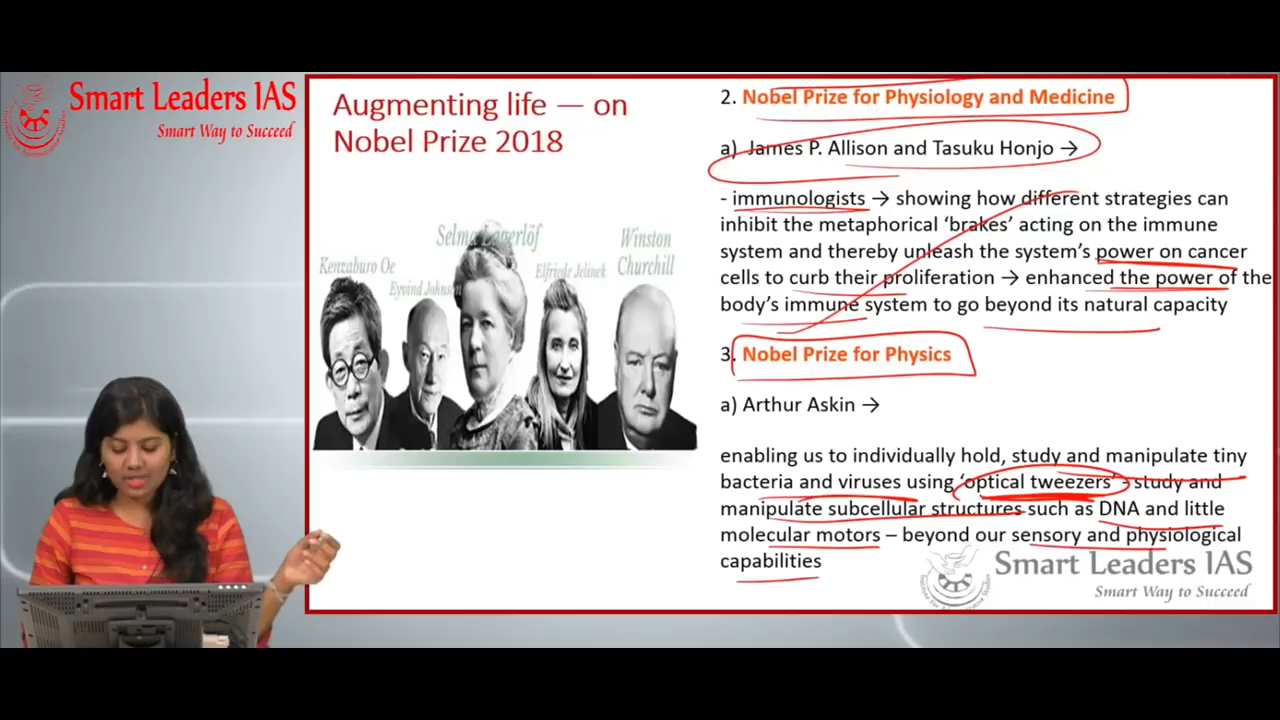 Smart Leaders IAS
Smart Way to Succeed
Augmenting life — on
Nobel Prize 2018
Selma Lagerlöf
Winston
Churchill
Kenzaburo Oe
Elfriede Jelinek
Eyvind Johnson
2. Nobel Prize for Physiology and Medicine
a) James P. Allison and Tasuku Honjo →
- immunologists → showing how different strategies can
inhibit the metaphorical ‘brakes’ acting on the immune
system and thereby unleash the system’s power on cancer
cells to curb their proliferation → enhanced the power of the
body’s immune system to go beyond its natural capacity
3. Nobel Prize for Physics
a) Arthur Askin →
enabling us to individually hold, study and manipulate tiny
bacteria and viruses using ‘optical tweezers’ - study and
manipulate subcellular structures such as DNA and little
molecular motors – beyond our sensory and physiological
capabilities
Smart Leaders IAS
Smart Way to Succeed